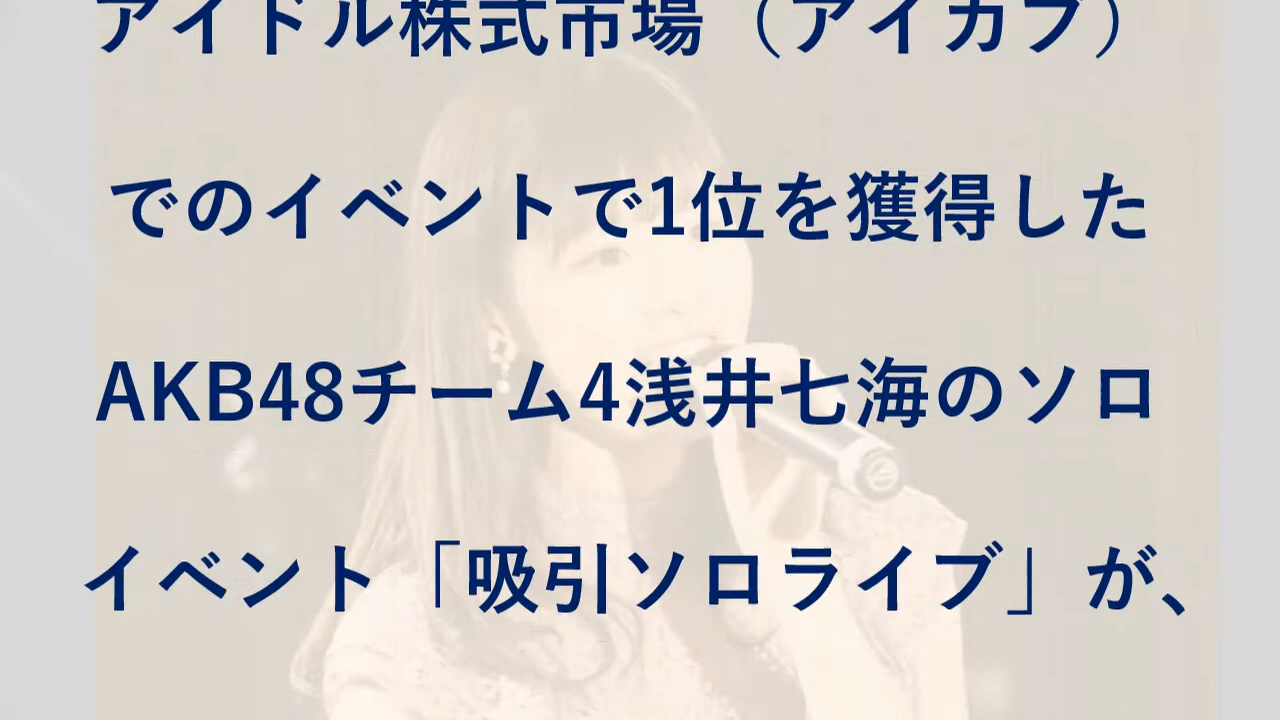 アイドル株式市場（アイカブ）
でのイベントで1位を獲得した
AKB48チーム4浅井七海のソロ
イベント「吸引ソロライブ」が、